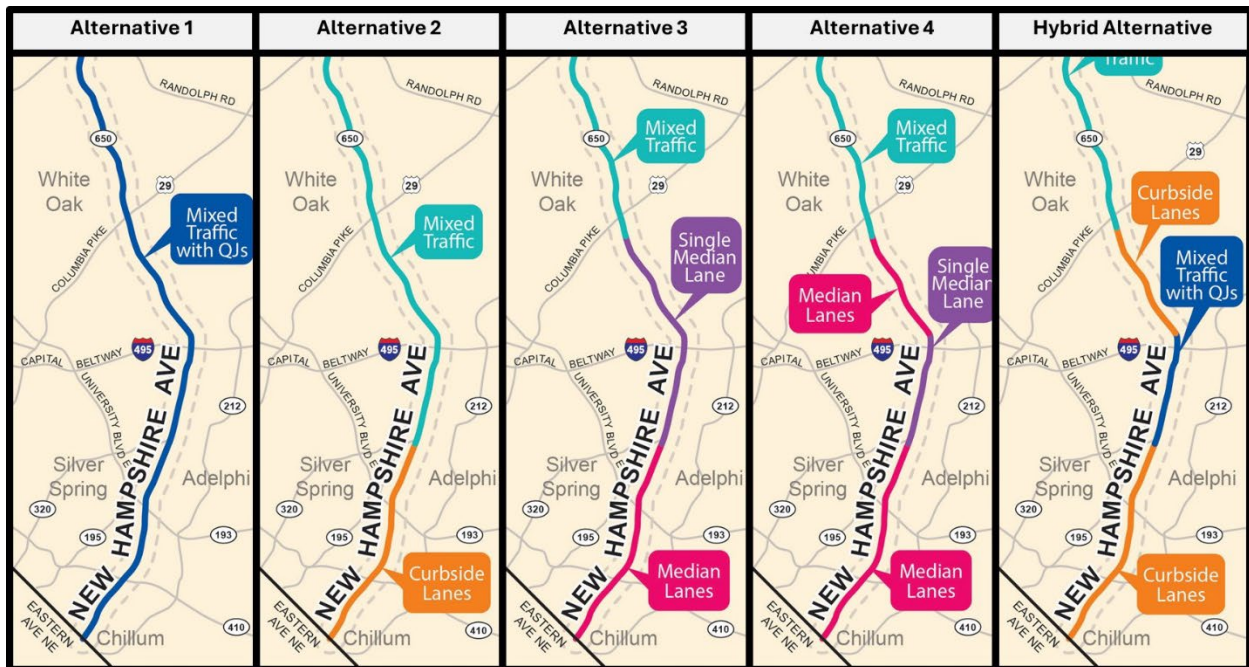 Alternative 1
RANDOLPH RD
650
White
Oak
29
COLUMBIA PIKE
Mixed
Traffic
with QJs
495
CAPITAL
BELTWAY
UNIVERSITY BLVD E
212
NEW HAMPSHIRE AVE
Silver
Spring
Adelphi
320
195
193
EASTERN
AVE NE
Chillum
410
Alternative 2
RANDOLPH RD
650
White
Oak
29
COLUMBIA PIKE
Mixed
Traffic
495
CAPITAL
BELTWAY
UNIVERSITY BLVD E
212
NEW HAMPSHIRE AVE
Silver
Spring
Adelphi
320
195
193
Curbside
Lanes
EASTERN
AVE NE
Chillum
410
Alternative 3
RANDOLPH RD
Mixed
Traffic
650
White
Oak
29
COLUMBIA PIKE
Single
Median
Lane
495
CAPITAL
BELTWAY
UNIVERSITY BLVD E
212
NEW HAMPSHIRE AVE
Silver
Spring
Adelphi
320
195
193
Median
Lanes
EASTERN
AVE NE
Chillum
410
Alternative 4
RANDOLPH RD
Mixed
Traffic
650
White
Oak
29
COLUMBIA PIKE
Single
Median
Lane
Median
Lanes
495
CAPITAL
BELTWAY
UNIVERSITY BLVD E
212
NEW HAMPSHIRE AVE
Silver
Spring
Adelphi
320
195
193
Median
Lanes
EASTERN
AVE NE
Chillum
410
Hybrid Alternative
Traffic
RANDOLPH RD
650
White
Oak
29
Curbside
Lanes
COLUMBIA PIKE
Mixed
Traffic
with QJs
495
CAPITAL
BELTWAY
UNIVERSITY BLVD E
212
NEW HAMPSHIRE AVE
Silver
Spring
Adelphi
320
195
193
Curbside
Lanes
EASTERN
AVE NE
Chillum
410